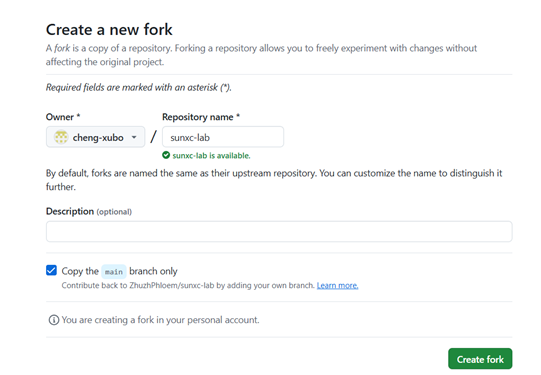 Create a new fork
A fork is a copy of a repository. Forking a repository allows you to freely experiment with changes without
affecting the original project.
Required fields are marked with an asterisk (*).
Owner * Repository name *
cheng-xubo / sunxc-lab
sunxc-lab is available.
By default, forks are named the same as their upstream repository. You can customize the name to distinguish it
further.
Description (optional)
Copy the main branch only
Contribute back to ZhuzhPhloem/sunxc-lab by adding your own branch. Learn more.
You are creating a fork in your personal account.
Create fork